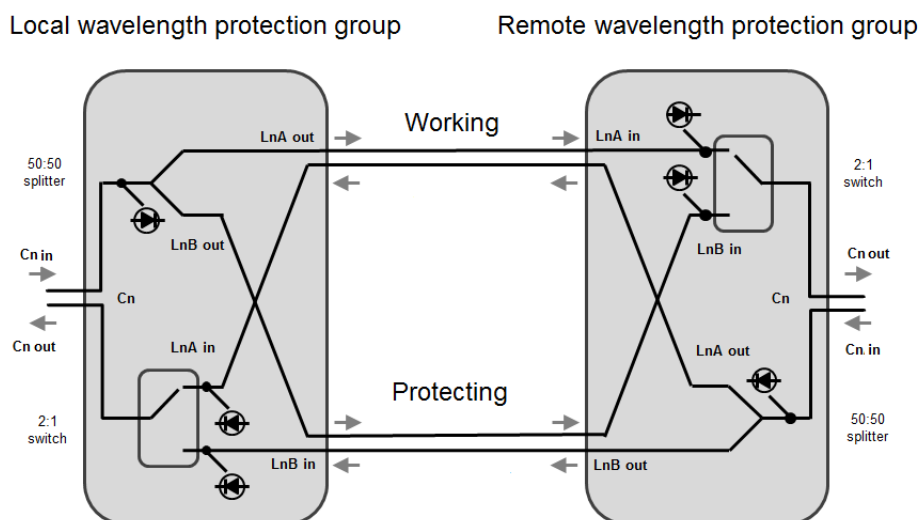 Local wavelength protection group
Remote wavelength protection group
LnA out
Working
LnA in
50:50
splitter
2:1
switch
LnB out
LnB in
Cn in
Cn
Cn out
Cn out
Cn
Cn. in
LnA in
LnA out
Protecting
2:1
switch
50:50
splitter
LnB in
LnB out